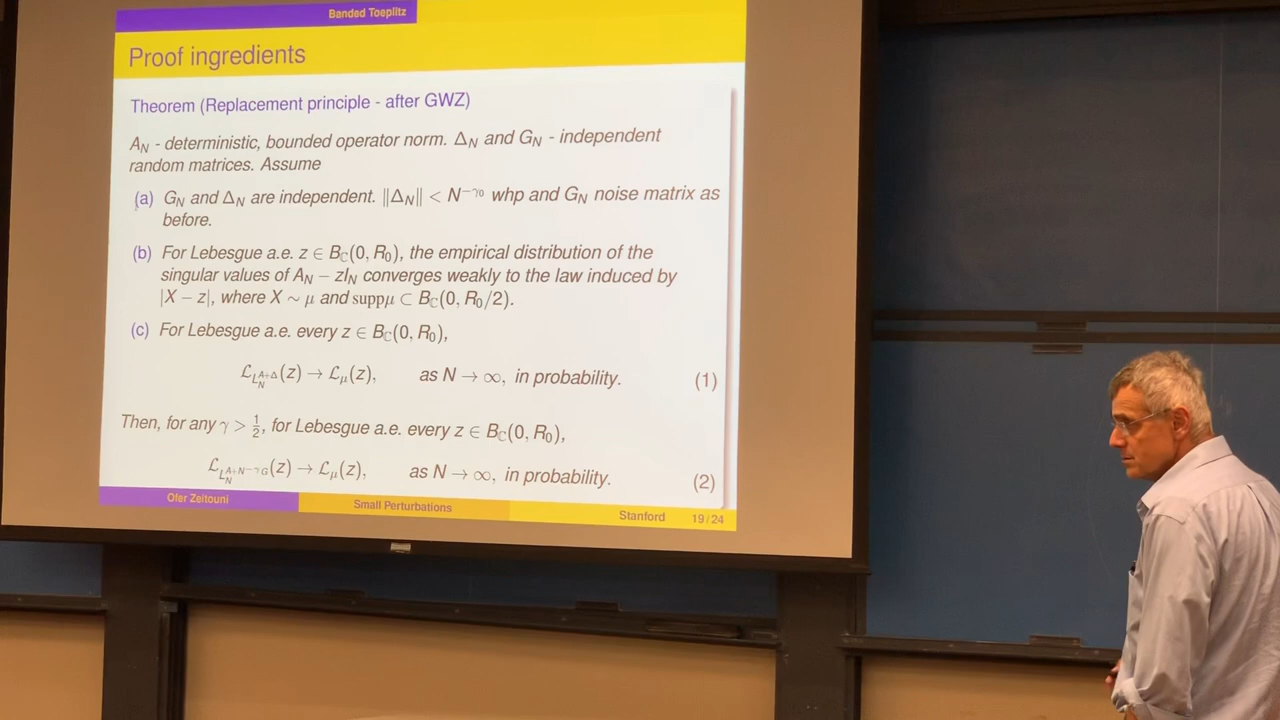 Banded Toeplitz
Proof ingredients
Theorem (Replacement principle - after GWZ)
A_N - deterministic, bounded operator norm. Δ_N and G_N - independent
random matrices. Assume
(a) G_N and Δ_N are independent. ‖Δ_N‖ < N^{−γ_0} whp and G_N noise matrix as
before.
(b) For Lebesgue a.e. z ∈ B_ℂ(0, R_0), the empirical distribution of the
singular values of A_N − zI_N converges weakly to the law induced by
|X − z|, where X ∼ μ and suppμ ⊂ B_ℂ(0, R_0/2).
(c) For Lebesgue a.e. every z ∈ B_ℂ(0, R_0),
ℒ_{L_N^{A+Δ}}(z) → ℒ_μ(z), as N → ∞, in probability. (1)
Then, for any γ > 1/2, for Lebesgue a.e. every z ∈ B_ℂ(0, R_0),
ℒ_{L_N^{A+N^{−γ}G}}(z) → ℒ_μ(z), as N → ∞, in probability. (2)
Ofer Zeitouni Small Perturbations Stanford 19 / 24